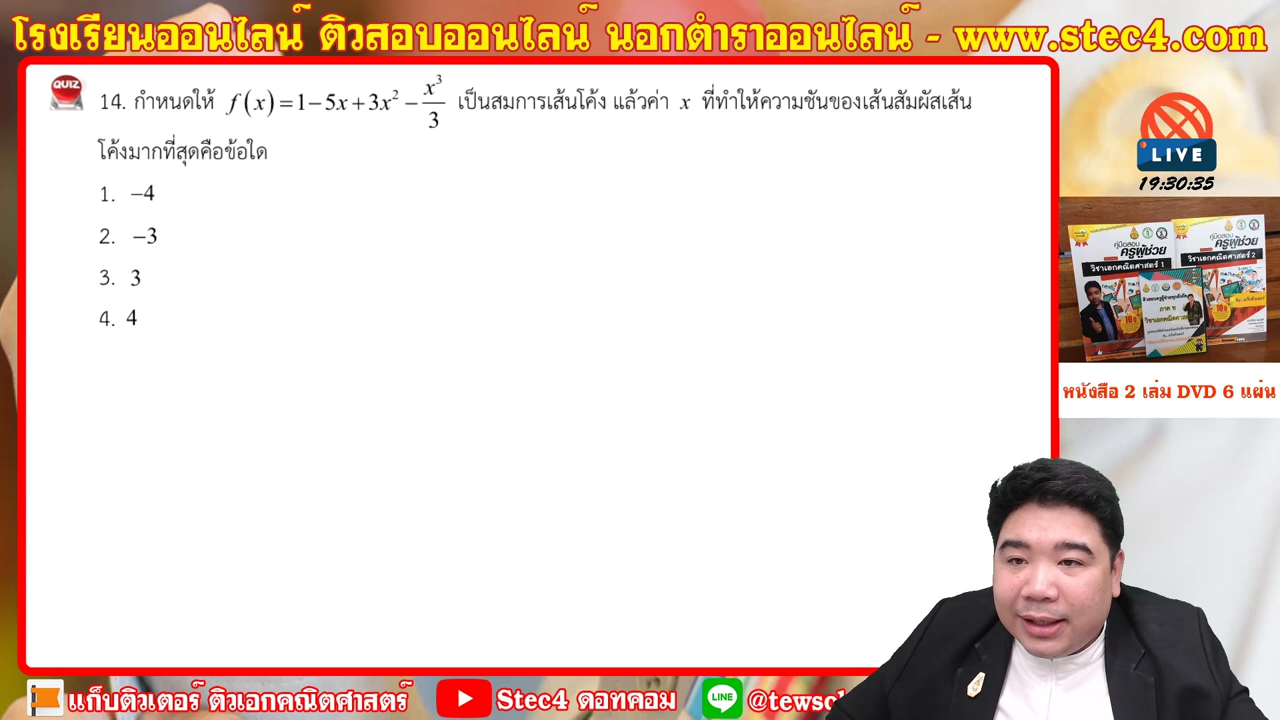 โรงเรียนออนไลน์ ติวสอบออนไลน์ นอกตำราออนไลน์ - www.stec4.com
QUIZ
14. กำหนดให้ f(x)=1−5x+3x²−x³/3 เป็นสมการเส้นโค้ง แล้วค่า x ที่ทำให้ความชันของเส้นสัมผัสเส้น
โค้งมากที่สุดคือข้อใด
1. −4
2. −3
3. 3
4. 4
LIVE
19:30:35
คู่มือสอบ
ครูผู้ช่วย
วิชาเอกคณิตศาสตร์ 1
คู่มือสอบ
ครูผู้ช่วย
วิชาเอกคณิตศาสตร์ 2
ภาค ข
หนังสือ 2 เล่ม DVD 6 แผ่น
แก็บติวเตอร์ ติวเอกคณิตศาสตร์
Stec4 ดอทคอม
LINE